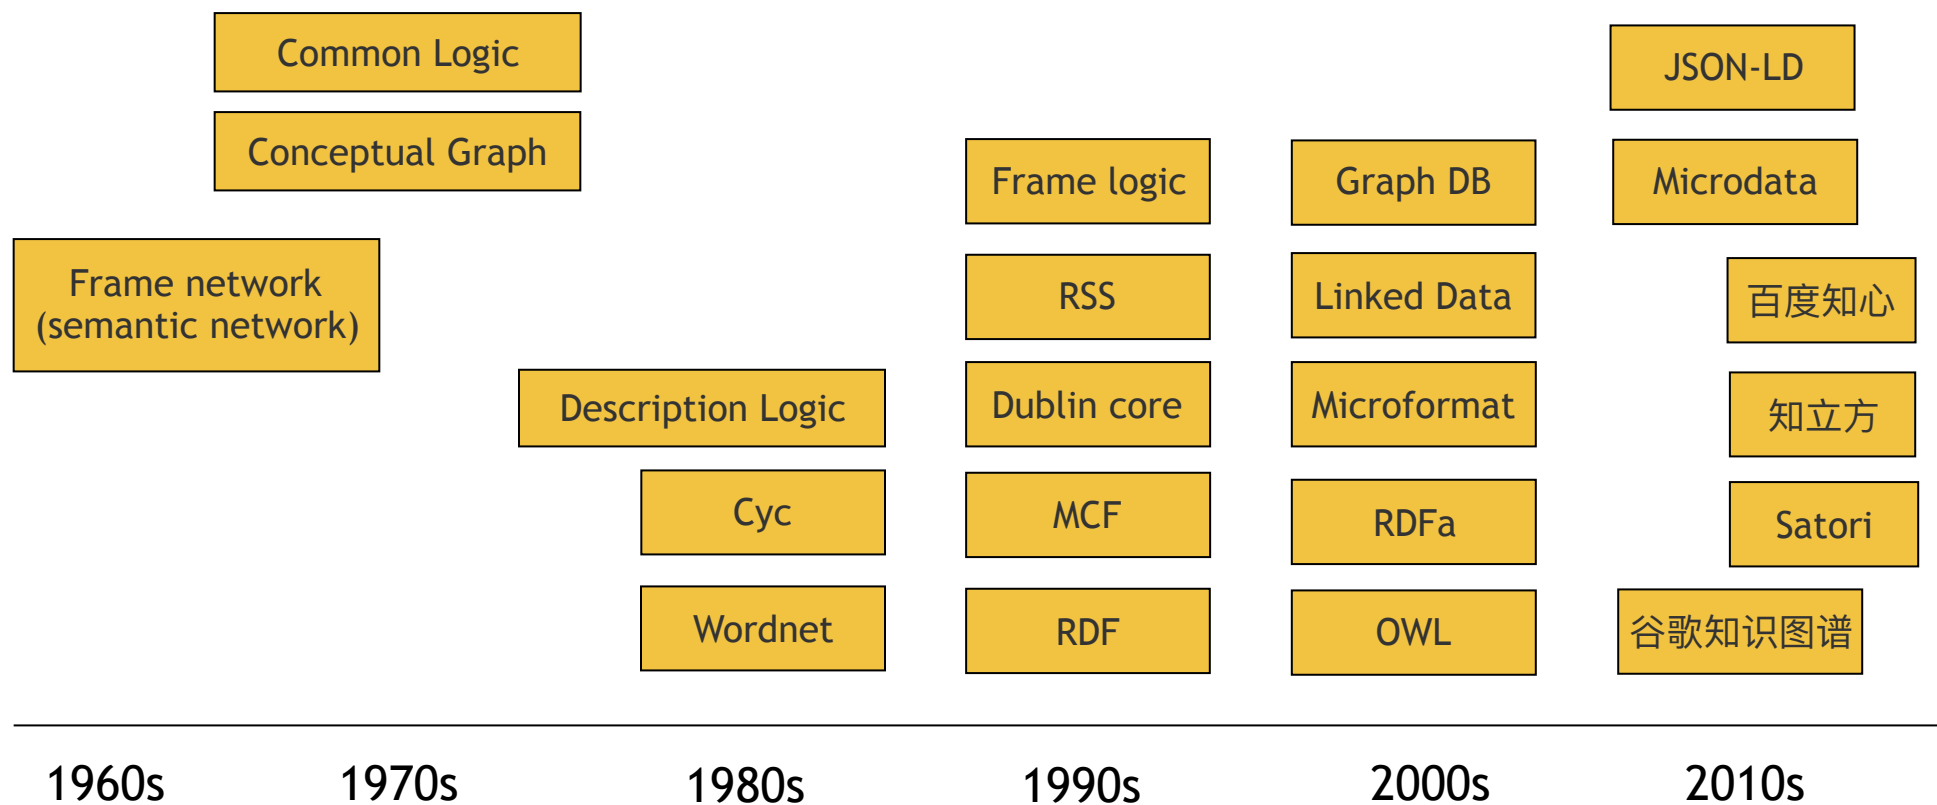 Common Logic
Conceptual Graph
Frame network
(semantic network)
Description Logic
Cyc
Wordnet
Frame logic
RSS
Dublin core
MCF
RDF
Graph DB
Linked Data
Microformat
RDFa
OWL
JSON-LD
Microdata
百度知心
知立方
Satori
谷歌知识图谱
1960s
1970s
1980s
1990s
2000s
2010s